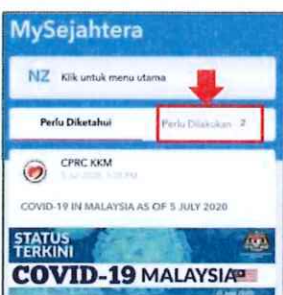 MySejahtera
NZ Klik untuk menu utama
Perlu Diketahui Perlu Dilakukan 2
CPRC KKM
COVID-19 IN MALAYSIA AS OF 5 JULY 2020
STATUS
TERKINI
COVID-19 MALAYSIA